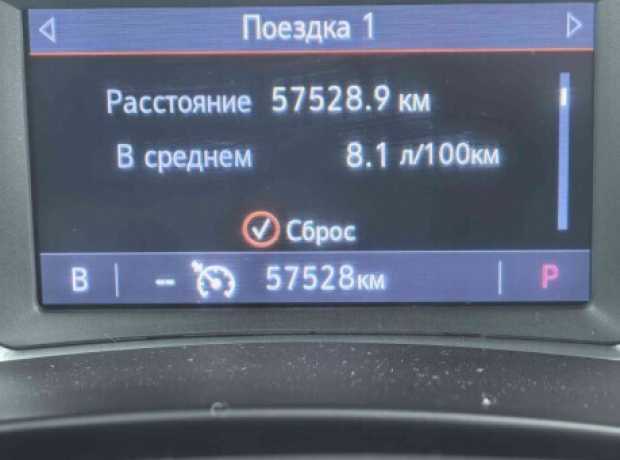 Поездка 1
Расстояние 57528.9 км
В среднем 8.1 л/100км
Сброс
В -- 57528км P